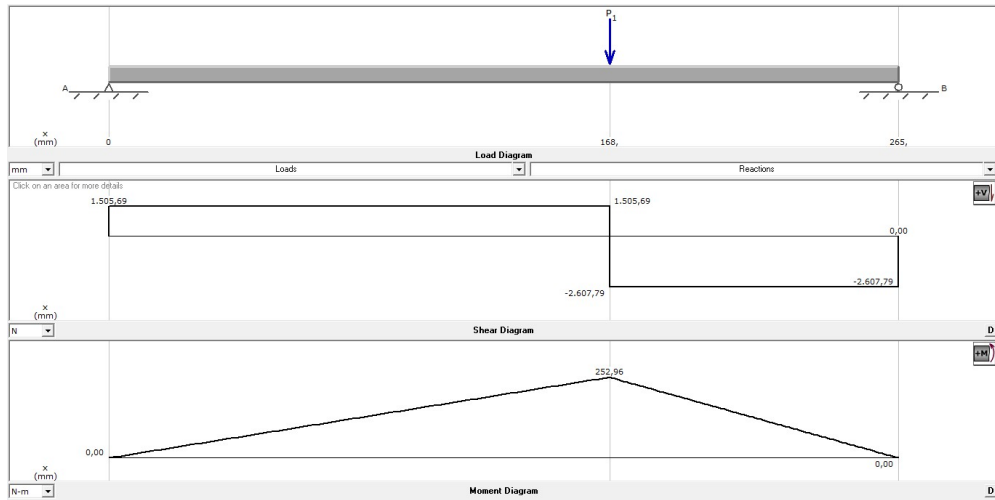 P1
A
B
x
(mm)
0
168,
265,
Load Diagram
mm
Loads
Reactions
Click on an area for more details
+V
1.505,69
1.505,69
0,00
-2.607,79
-2.607,79
x
(mm)
N
Shear Diagram
D
+M
252,96
0,00
0,00
x
(mm)
N-m
Moment Diagram
D